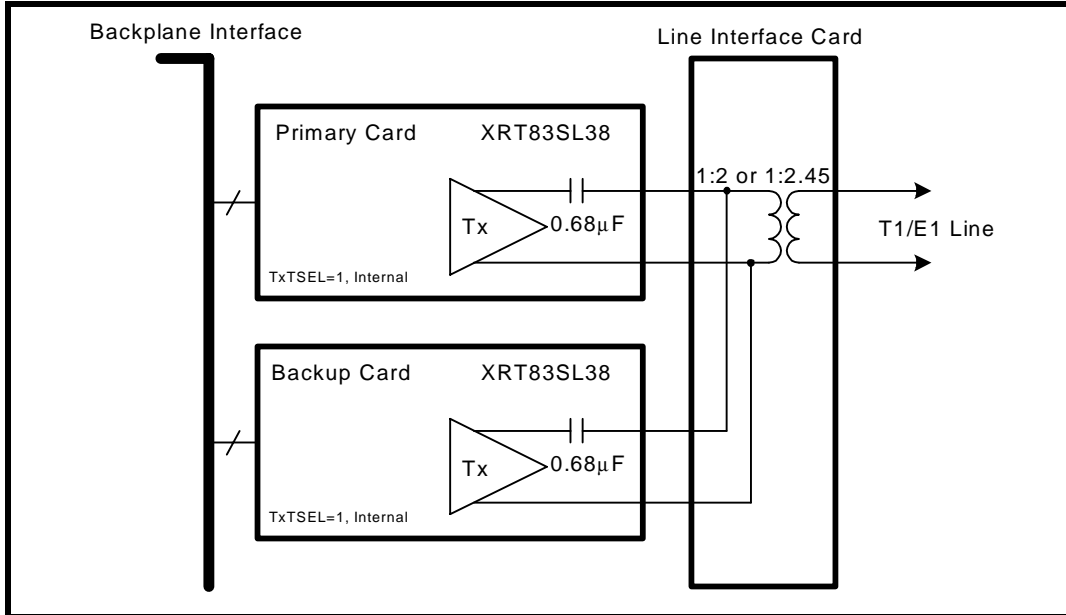 Backplane Interface
Line Interface Card
Primary Card XRT83SL38
1:2 or 1:2.45
Tx
0.68μF
T1/E1 Line
TxTSEL=1, Internal
Backup Card XRT83SL38
Tx
0.68μF
TxTSEL=1, Internal